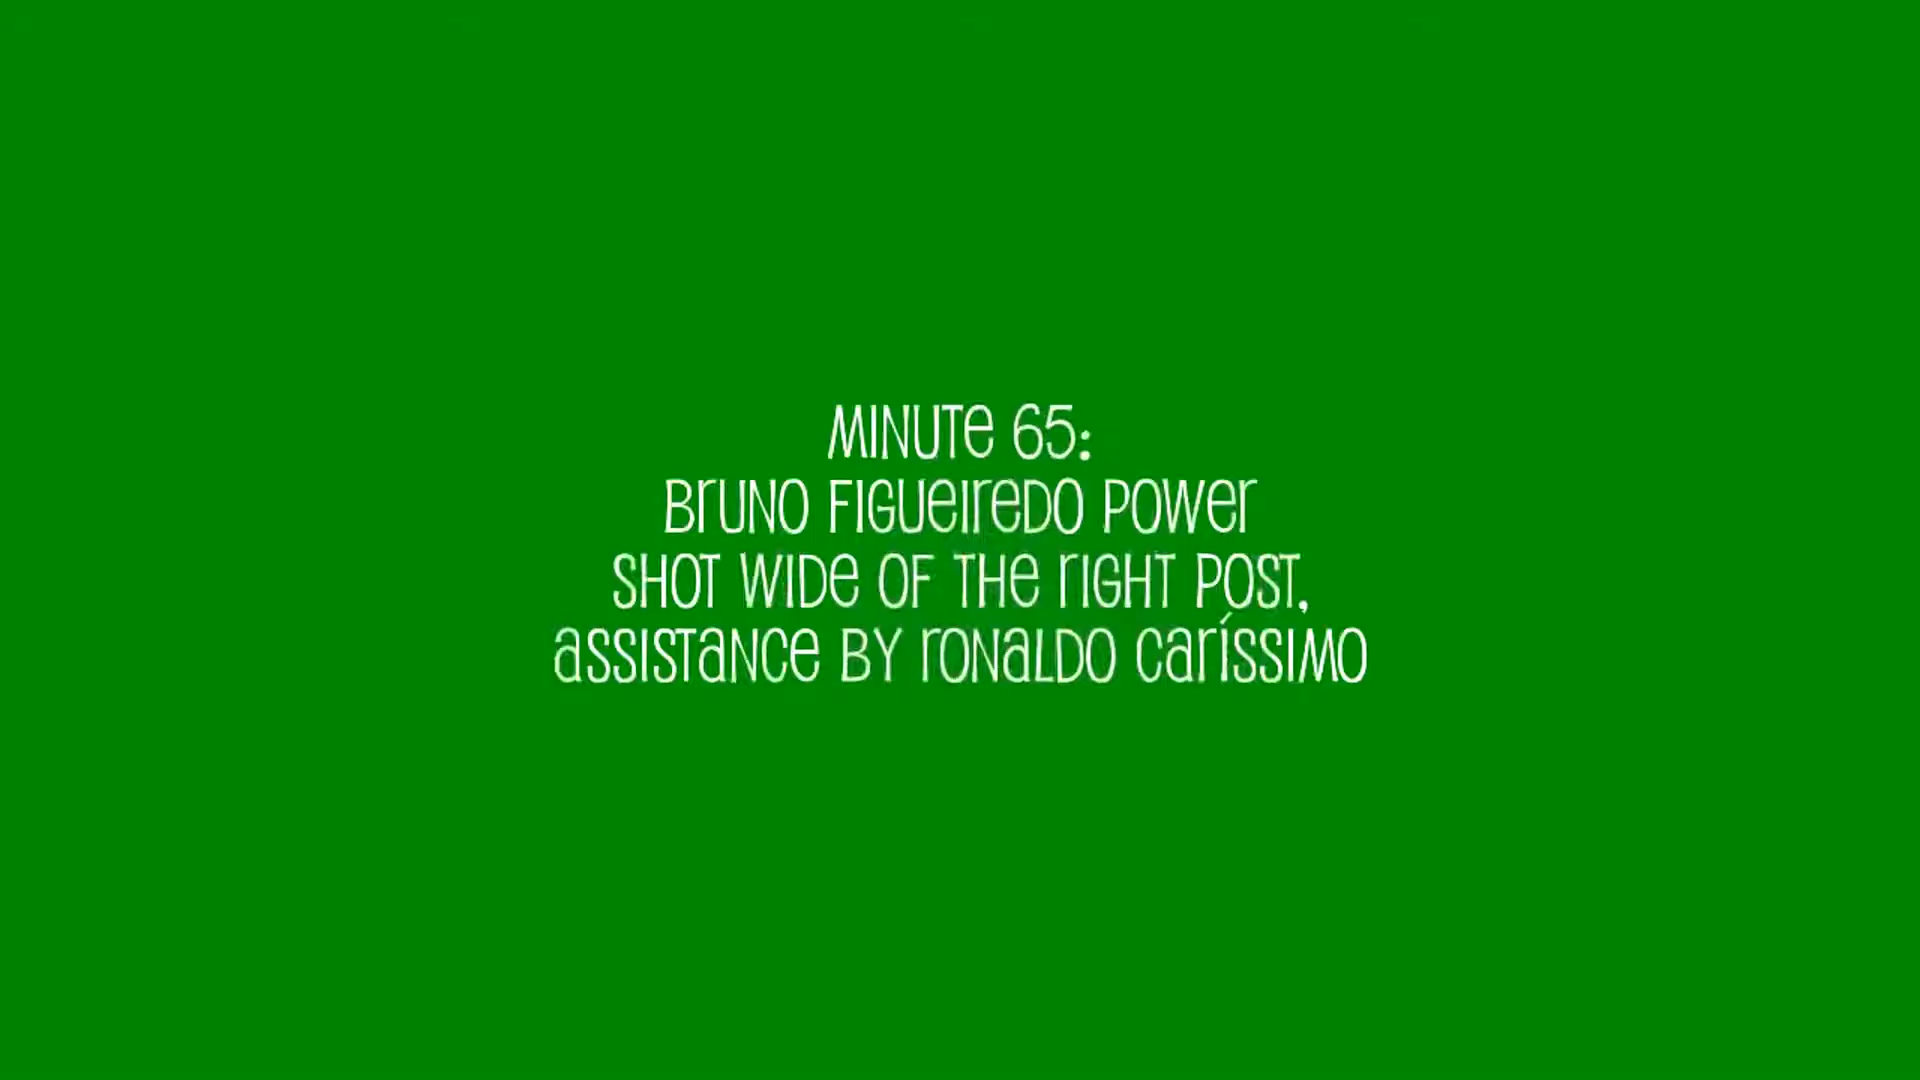 MINUTE 65:
BRUNO FIGUEIREDO POWER
SHOT WIDE OF THE RIGHT POST,
ASSISTANCE BY RONALDO CARÍSSIMO